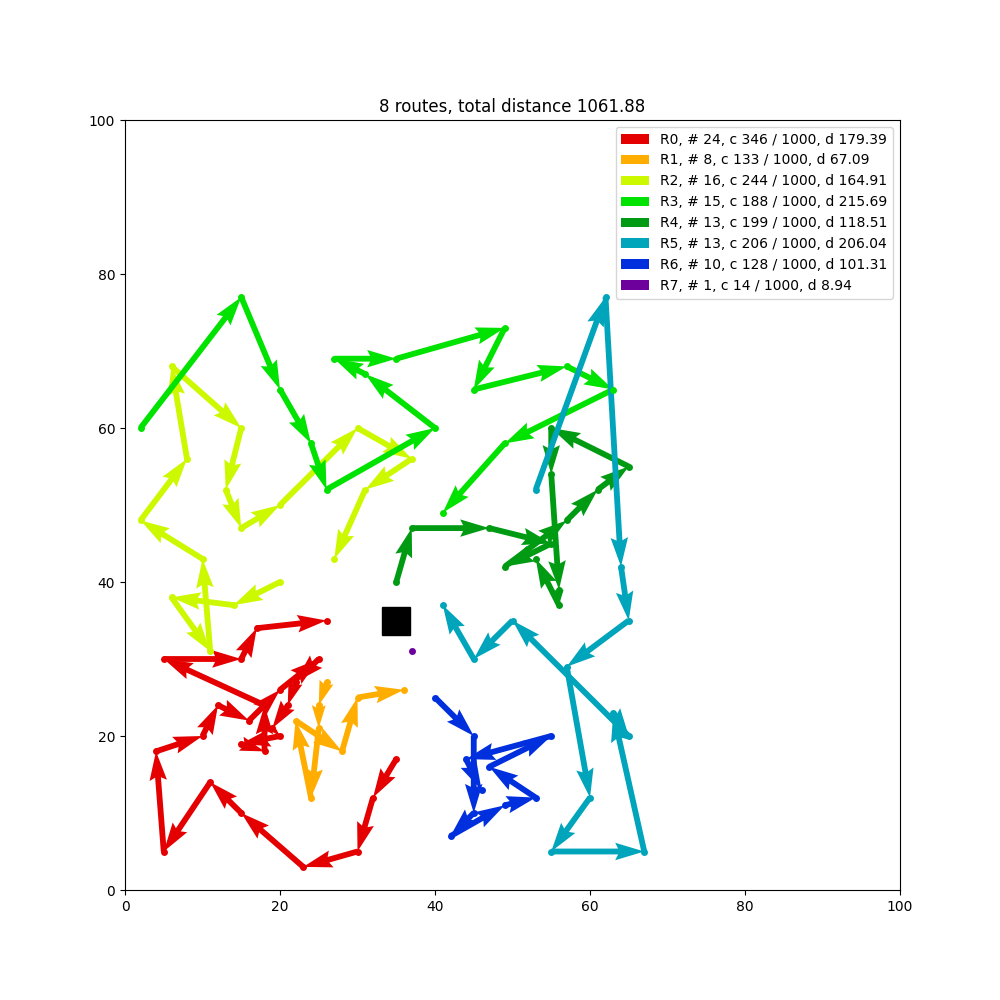 8 routes, total distance 1061.88
R0, # 24, c 346 / 1000, d 179.39
R1, # 8, c 133 / 1000, d 67.09
R2, # 16, c 244 / 1000, d 164.91
R3, # 15, c 188 / 1000, d 215.69
R4, # 13, c 199 / 1000, d 118.51
R5, # 13, c 206 / 1000, d 206.04
R6, # 10, c 128 / 1000, d 101.31
R7, # 1, c 14 / 1000, d 8.94
100
80
60
40
20
0
0 20 40 60 80 100